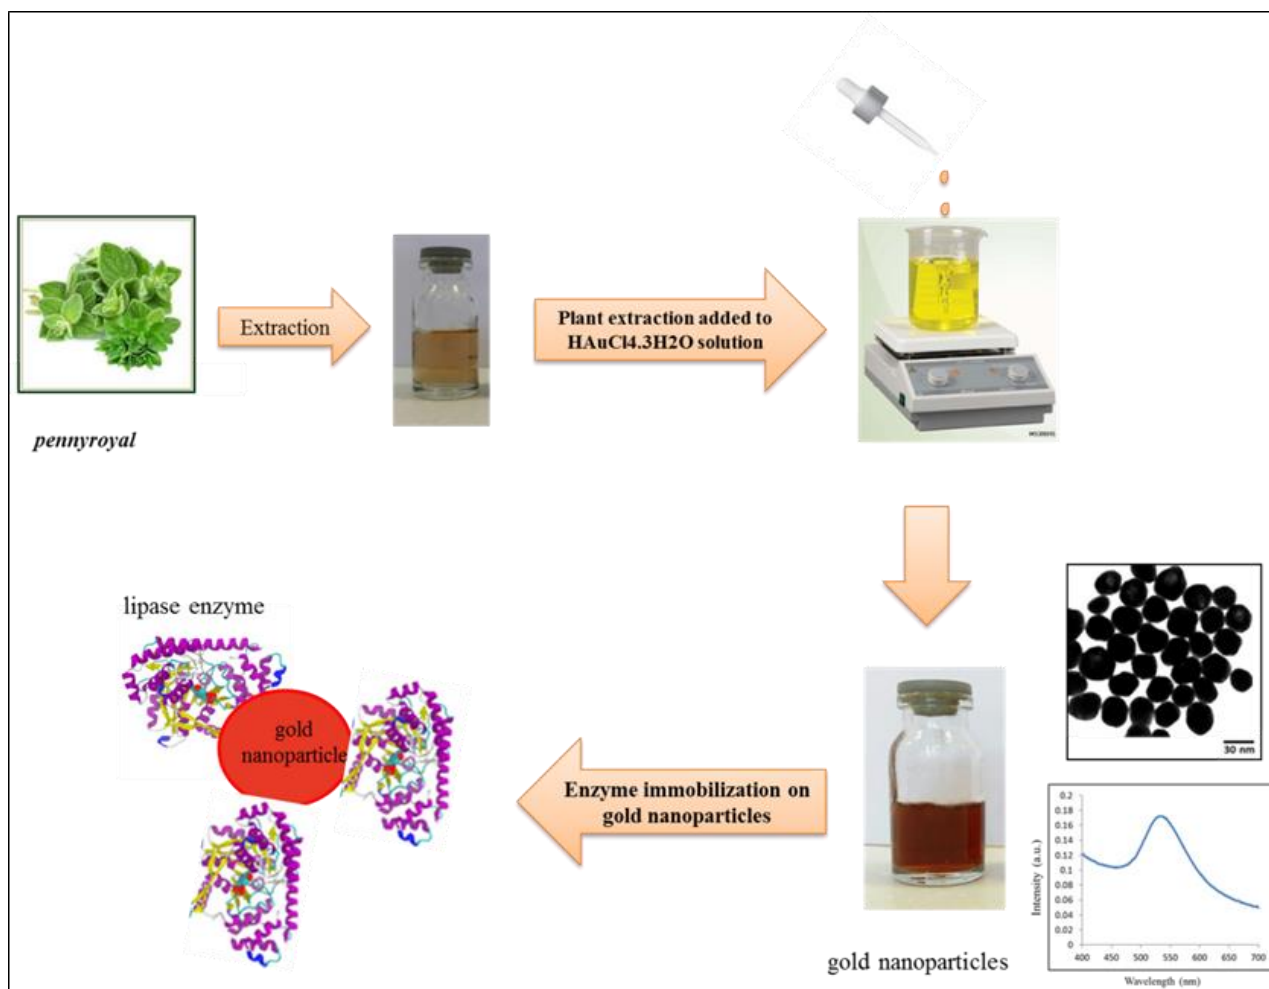 pennyroyal
Extraction
Plant extraction added to
HAuCl4.3H2O solution
lipase enzyme
gold
nanoparticle
Enzyme immobilization on
gold nanoparticles
gold nanoparticles
30 nm
Intensity (a.u.)
0.2
0.18
0.16
0.14
0.12
0.1
0.08
0.06
0.04
0.02
0
400 450 500 550 600 650 700
Wavelength (nm)